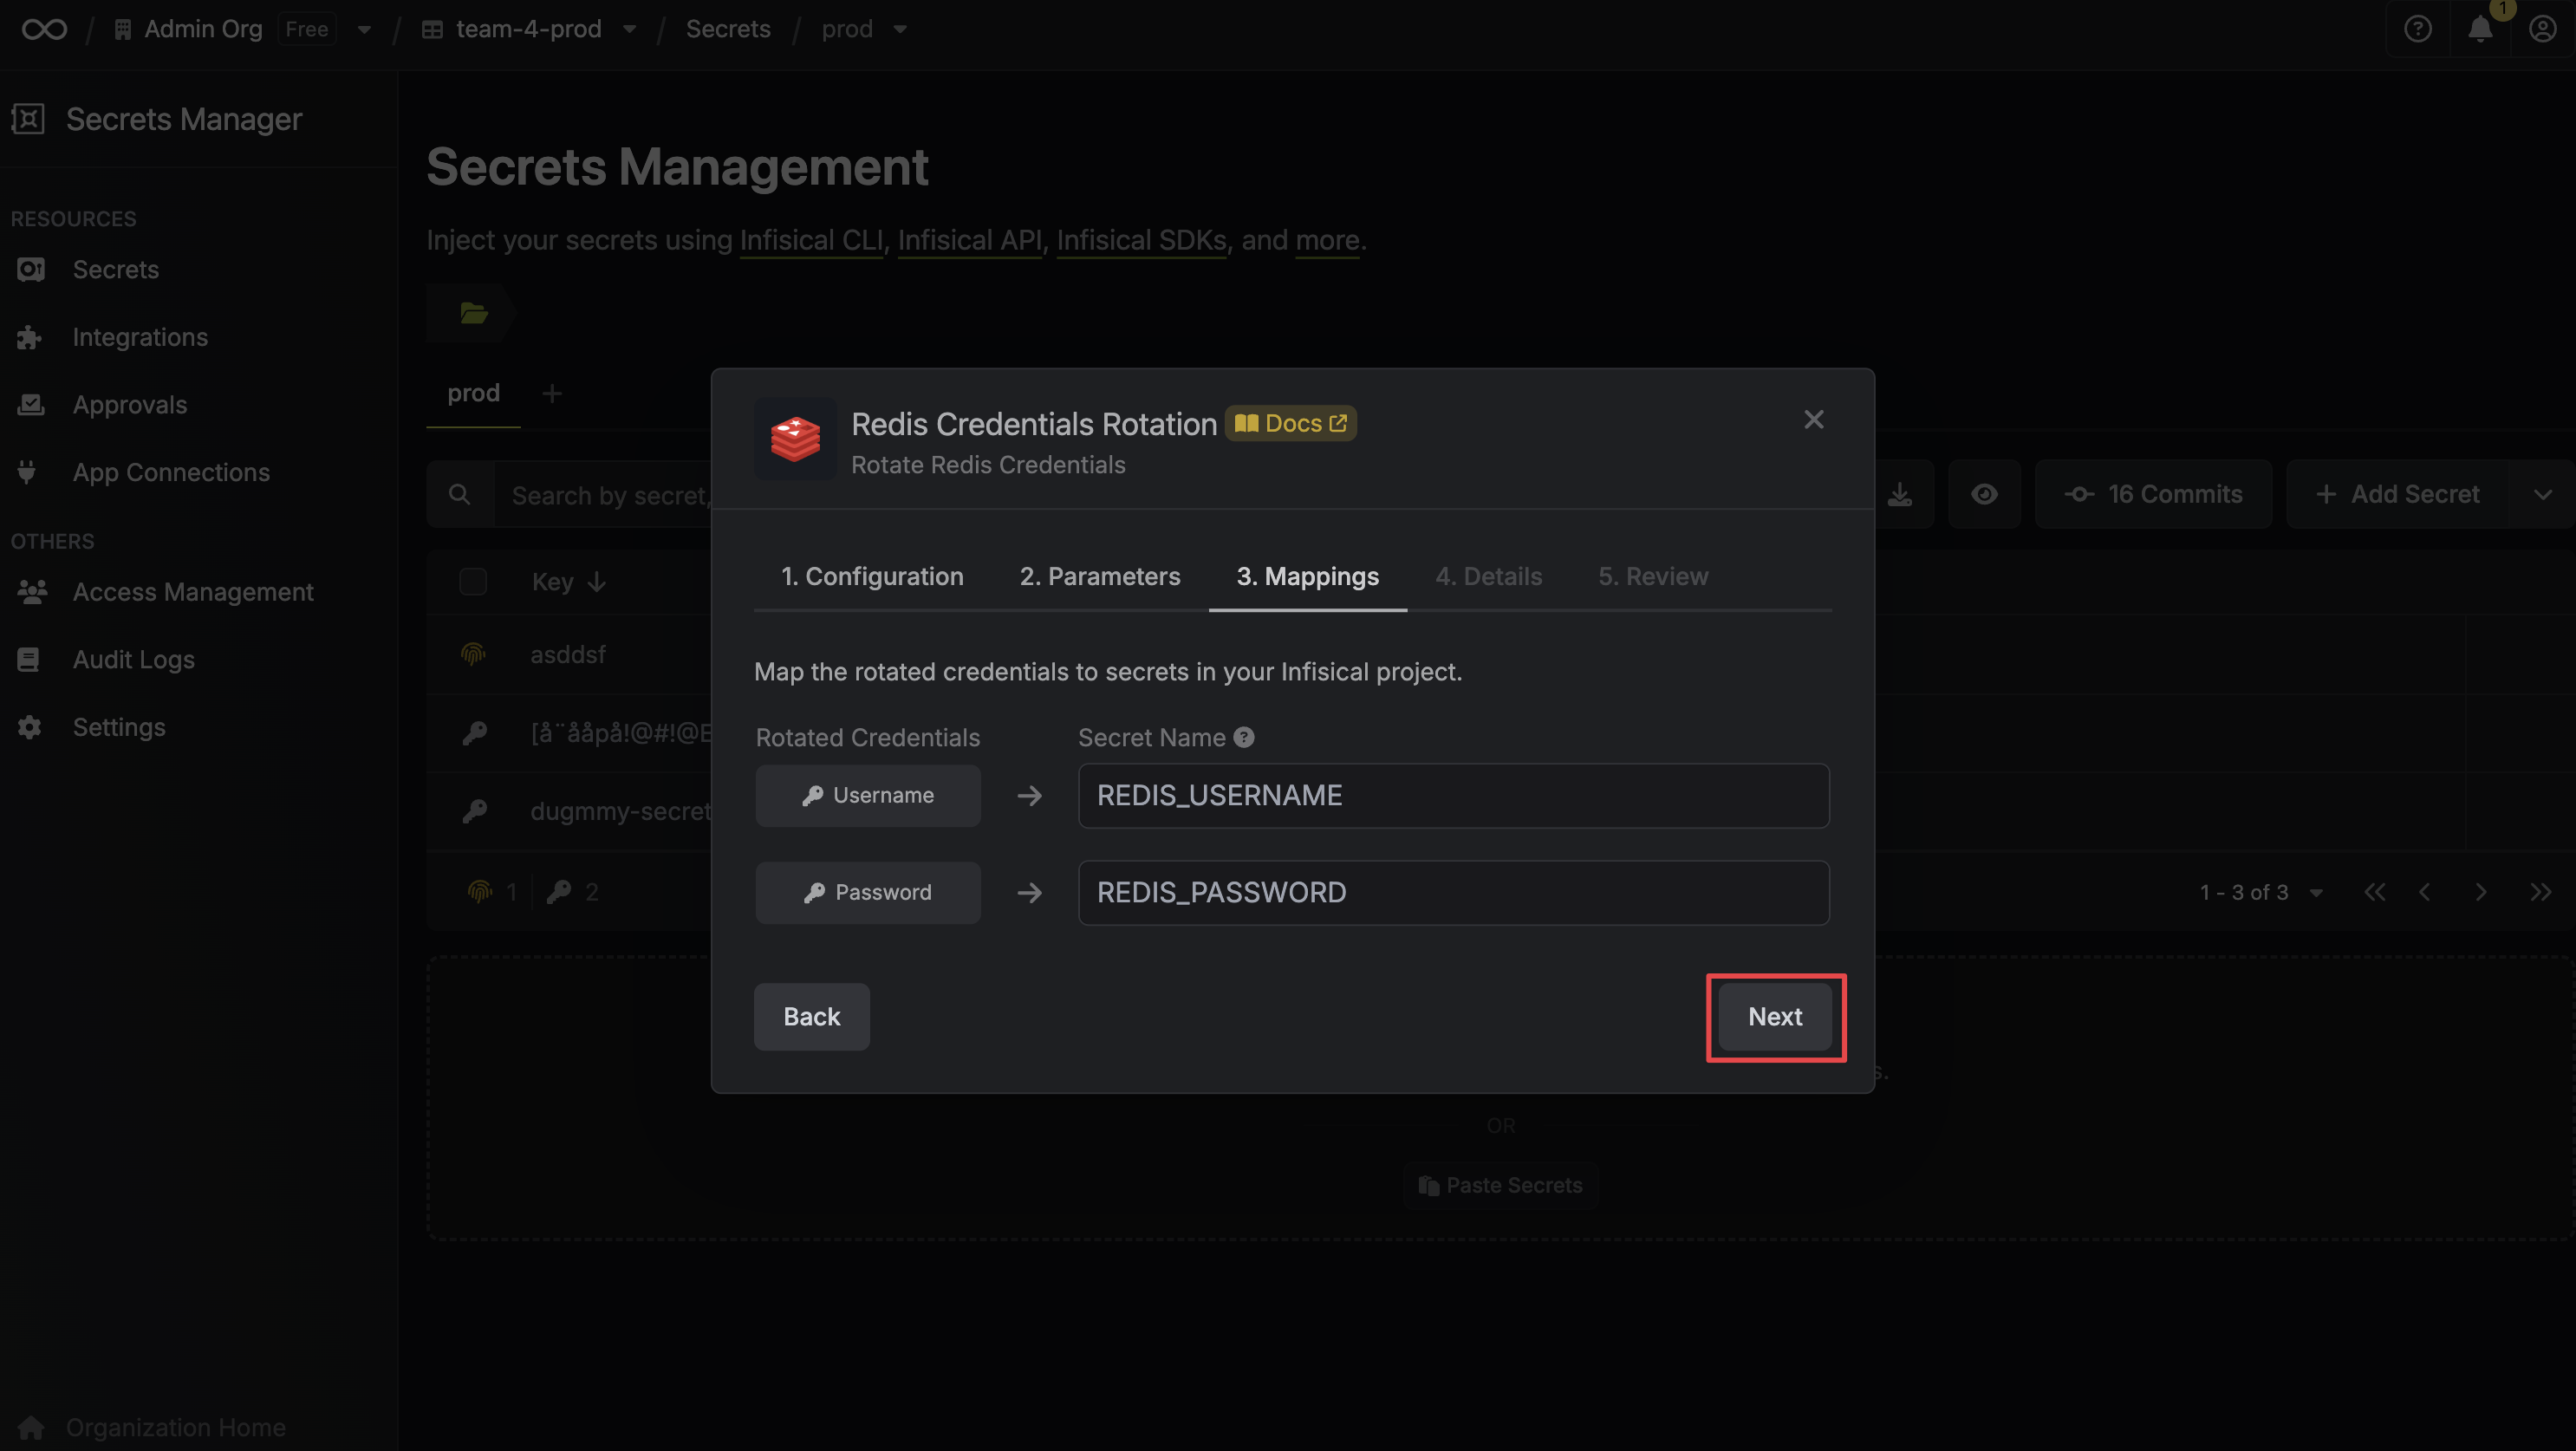 / Admin Org Free / team-4-prod / Secrets / prod
1
Secrets Manager
RESOURCES
Secrets
Integrations
Approvals
App Connections
OTHERS
Access Management
Audit Logs
Settings
Organization Home
Secrets Management
Inject your secrets using Infisical CLI, Infisical API, Infisical SDKs, and more.
prod
Search by secret,
16 Commits
Add Secret
Key
asddsf
[å¨ååpå!@#!@E
dugmmy-secret
1 2
1 - 3 of 3
Redis Credentials Rotation Docs
Rotate Redis Credentials
1. Configuration 2. Parameters 3. Mappings 4. Details 5. Review
Map the rotated credentials to secrets in your Infisical project.
Rotated Credentials Secret Name
Username REDIS_USERNAME
Password REDIS_PASSWORD
Back Next
s.
OR
Paste Secrets